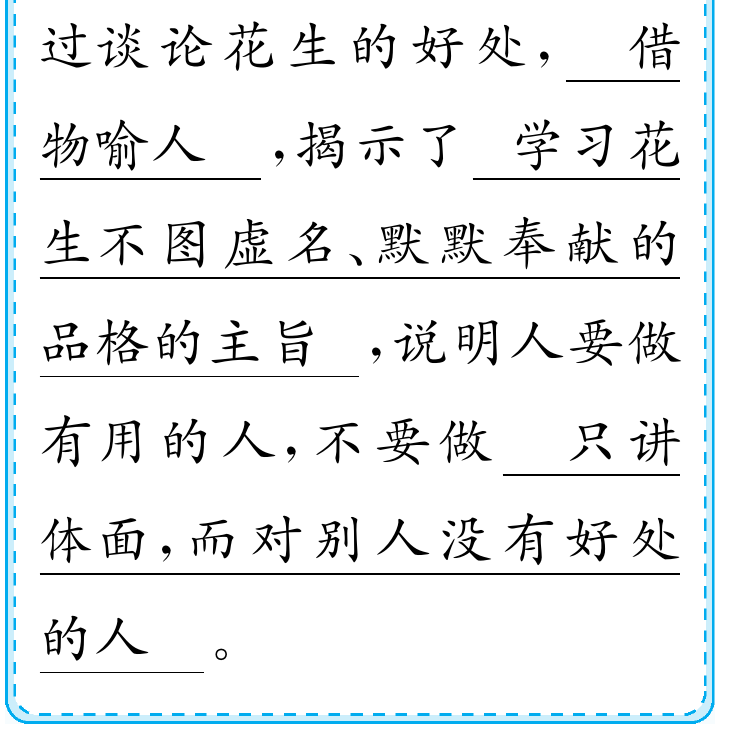 过谈论花生的好处，借
物喻人，揭示了学习花
生不图虚名、默默奉献的
品格的主旨，说明人要做
有用的人，不要做只讲
体面，而对别人没有好处
的人。